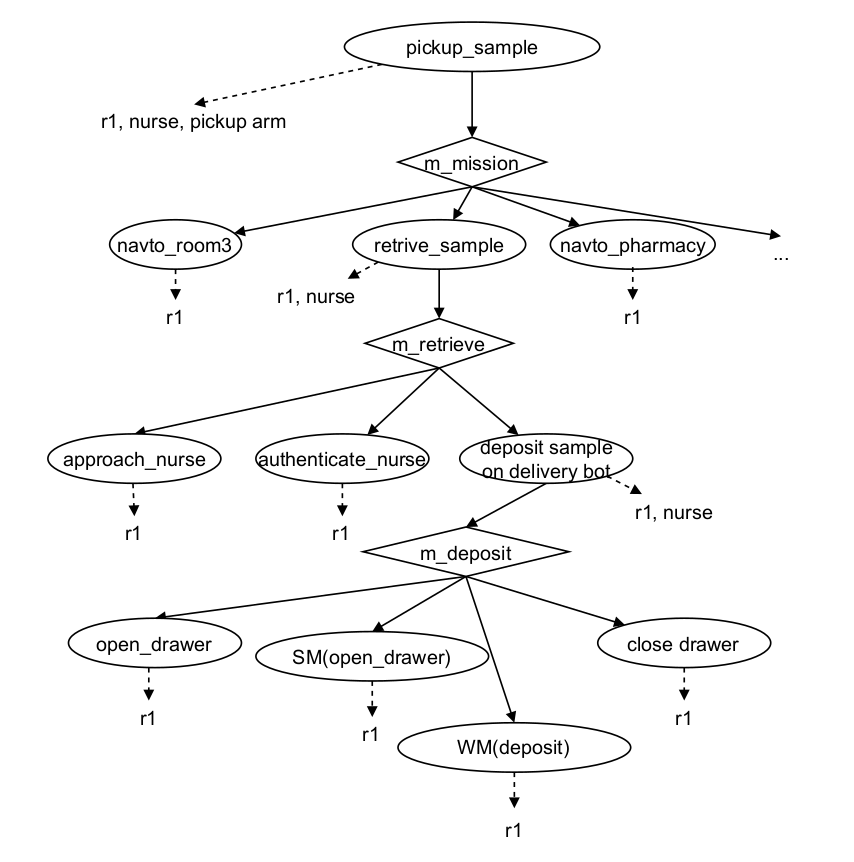 pickup_sample
r1, nurse, pickup arm
m_mission
navto_room3
retrive_sample
navto_pharmacy
...
r1, nurse
r1
r1
m_retrieve
approach_nurse
authenticate_nurse
deposit sample
on delivery bot
r1
r1
r1, nurse
m_deposit
open_drawer
SM(open_drawer)
close drawer
r1
r1
r1
WM(deposit)
r1